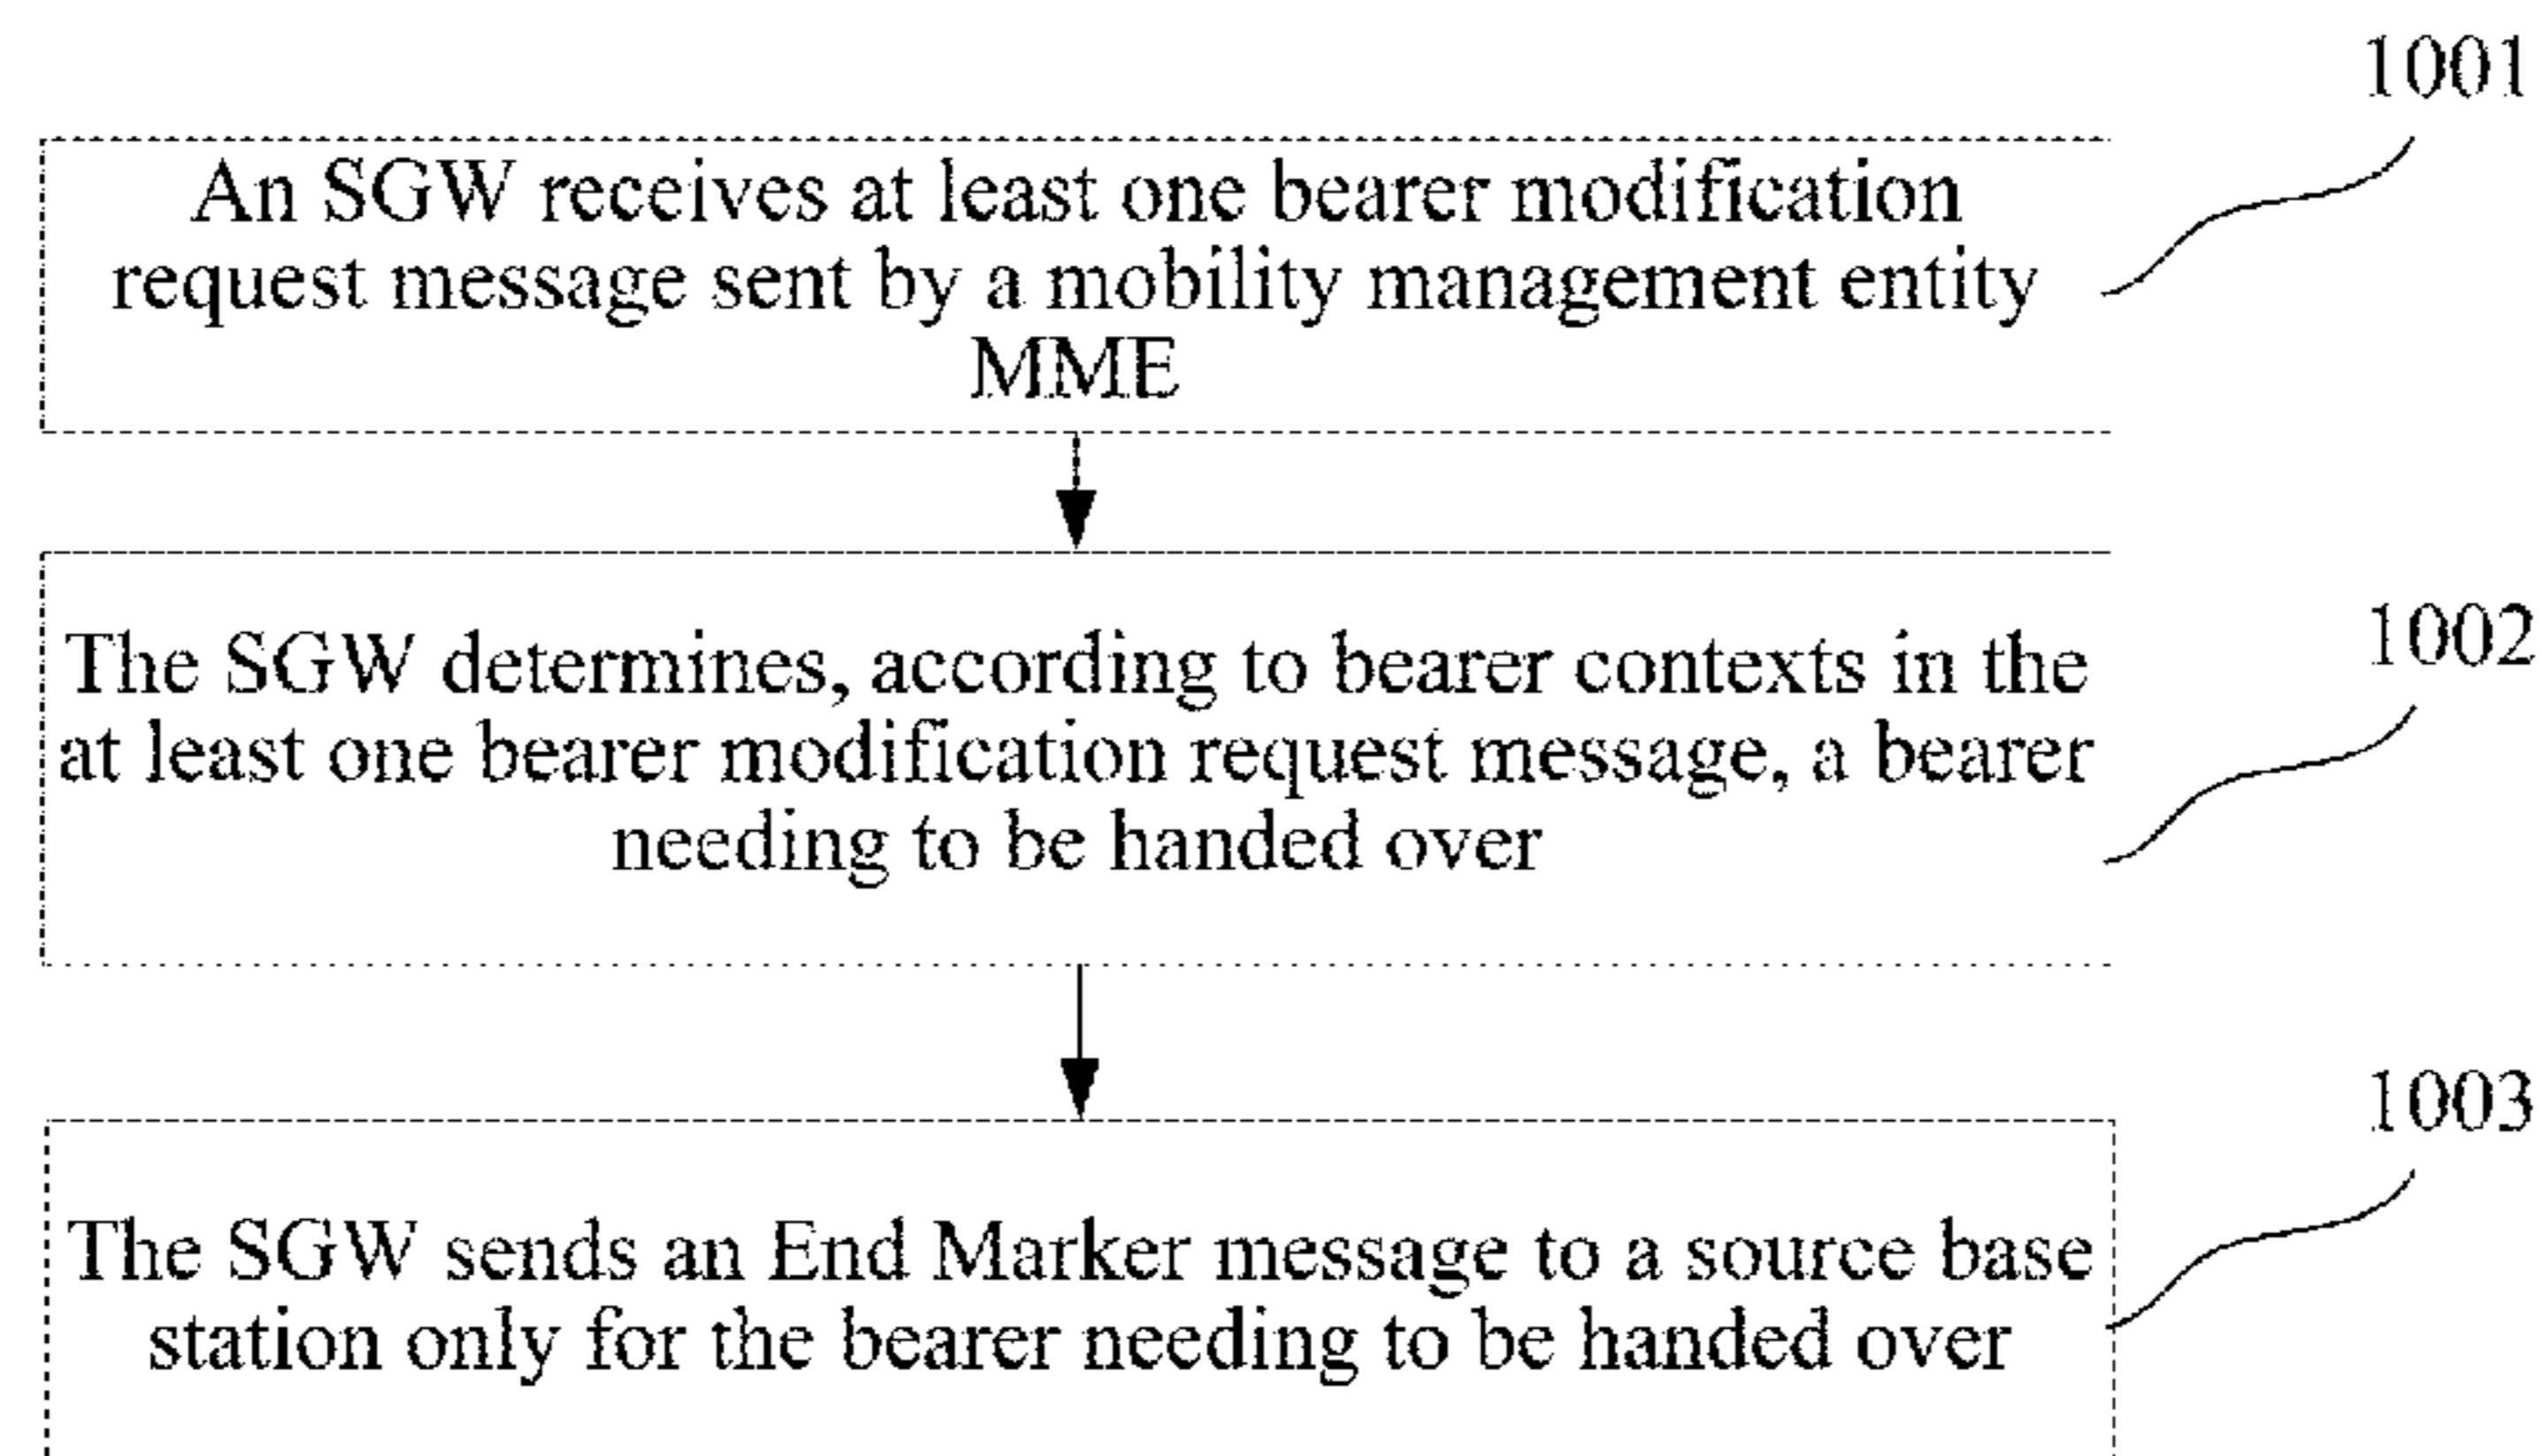 1001
An SGW receives at least one bearer modification
request message sent by a mobility management entity
MME
1002
The SGW determines, according to bearer contexts in the
at least one bearer modification request message, a bearer
needing to be handed over
1003
The SGW sends an End Marker message to a source base
station only for the bearer needing to be handed over